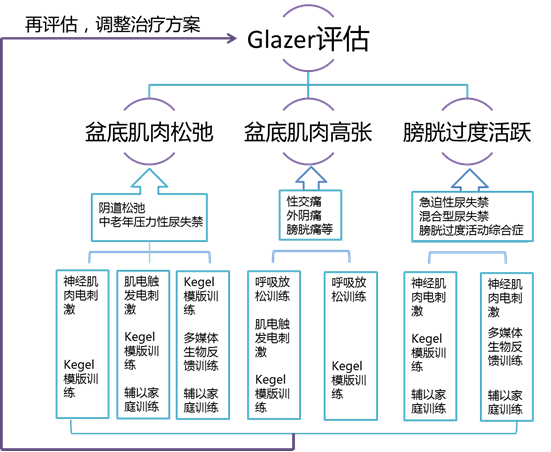 再评估，调整治疗方案
Glazer评估
盆底肌肉松弛
盆底肌肉高张
膀胱过度活跃
阴道松弛
中老年压力性尿失禁
性交痛
外阴痛
膀胱痛等
急迫性尿失禁
混合型尿失禁
膀胱过度活动综合症
神经肌
肉电刺
激
Kegel
模版训
练
肌电触
发电刺
激
Kegel
模版训
练
辅以家
庭训练
Kegel
模版训
练
多媒体
生物反
馈训练
辅以家
庭训练
呼吸放
松训练
肌电触
发电刺
激
Kegel
模版训
练
呼吸放
松训练
Kegel
模版训
练
神经肌
肉电刺
激
Kegel
模版训
练
辅以家
庭训练
神经肌
肉电刺
激
多媒体
生物反
馈训练
辅以家
庭训练